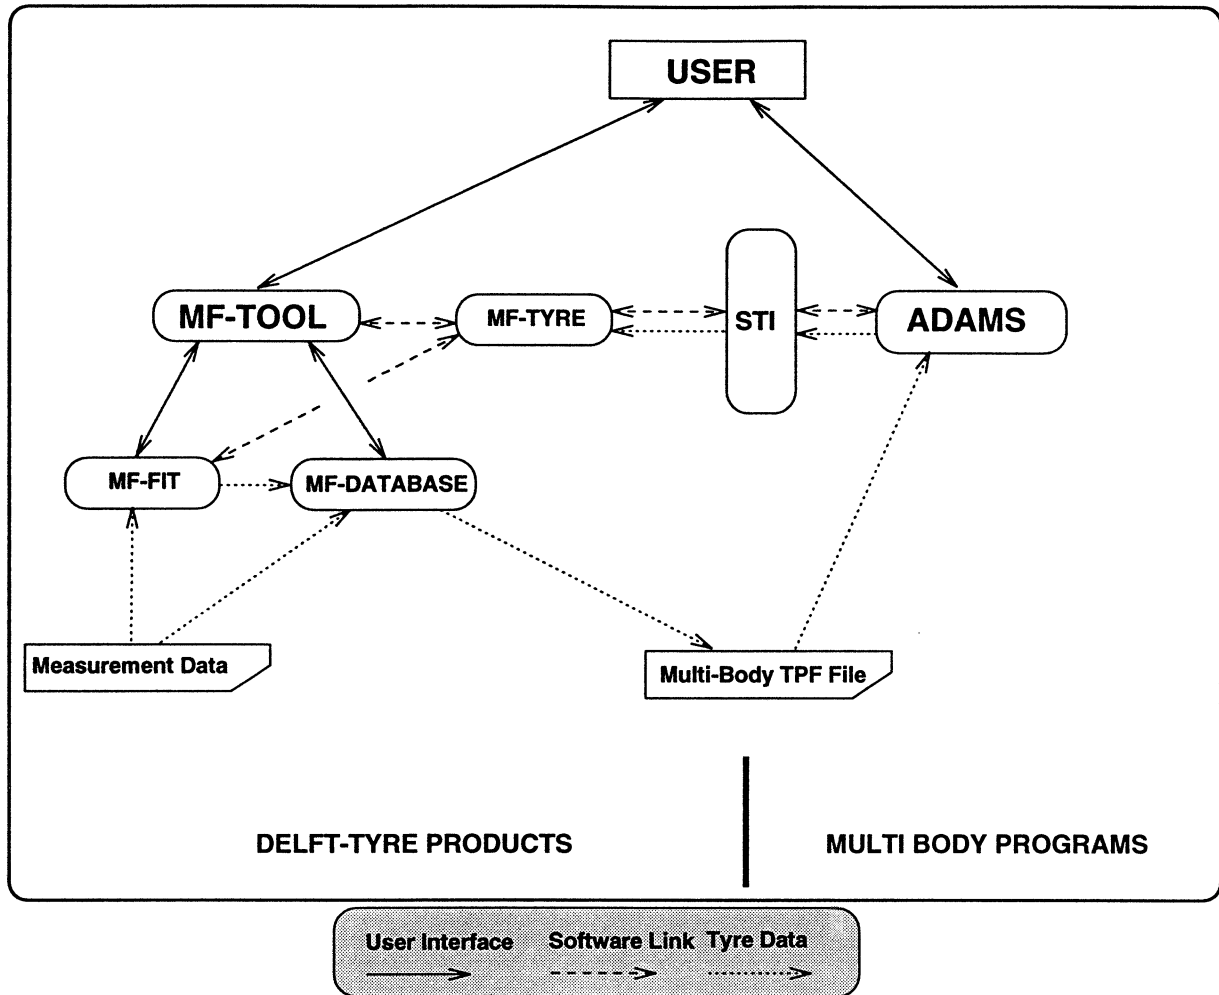 USER
MF-TOOL
MF-TYRE
STI
ADAMS
MF-FIT
MF-DATABASE
Measurement Data
Multi-Body TPF File
DELFT-TYRE PRODUCTS
MULTI BODY PROGRAMS
User Interface
Software Link
Tyre Data